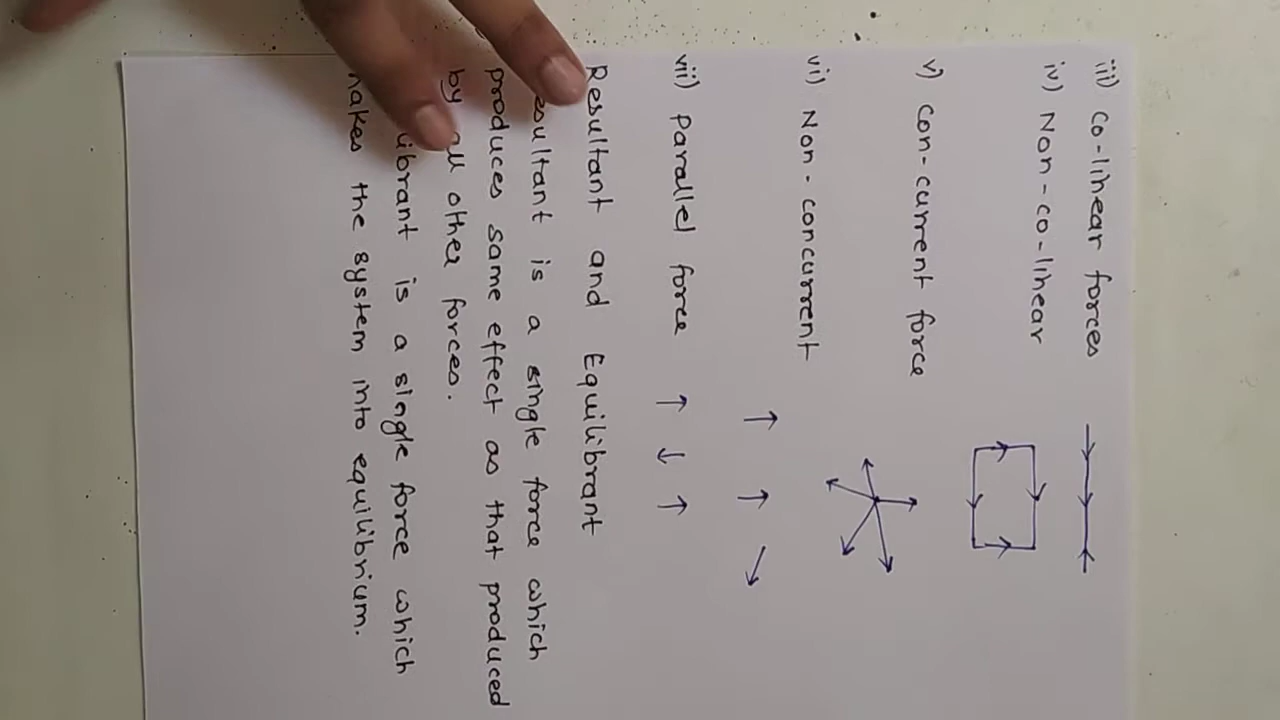 iii) Co-linear forces
iv) Non-co-linear
v) Con-current force
vi) Non-concurrent
vii) Parallel force
Resultant and Equilibrant
is a single force which
produces same effect as that produced
by all other forces.
is a single force which
makes the system into equilibrium.